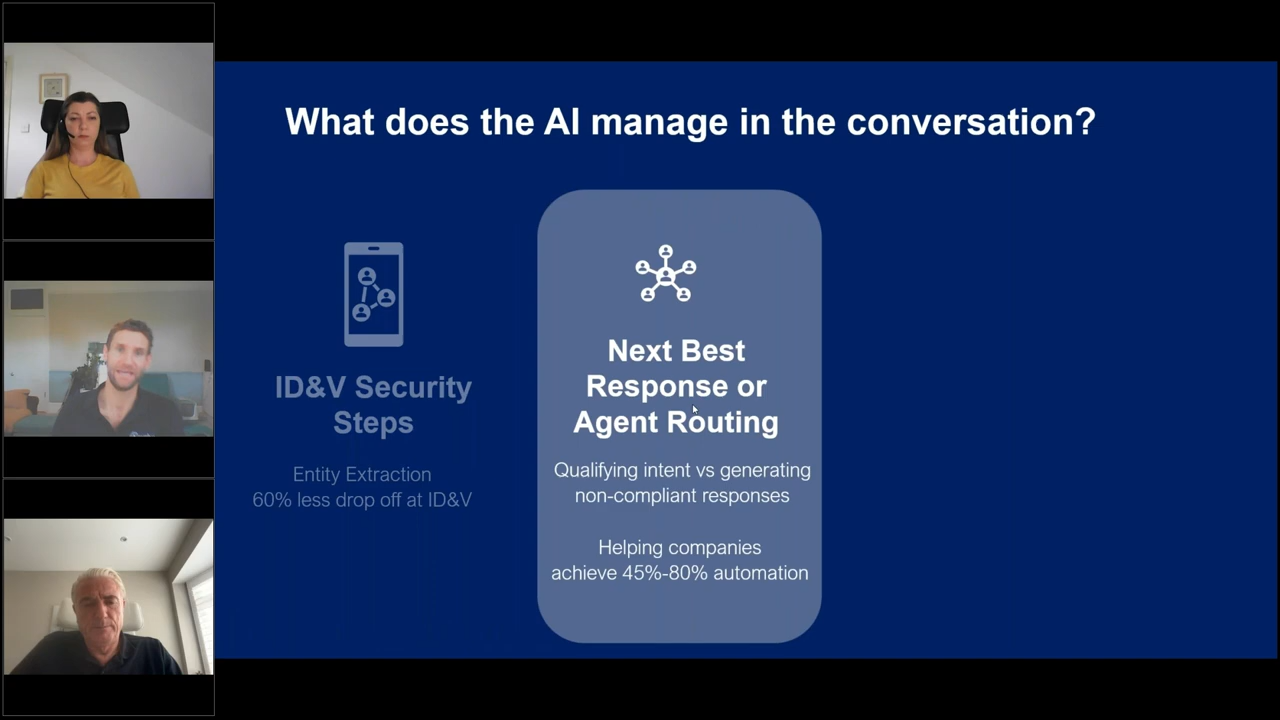 What does the AI manage in the conversation?
ID&V Security
Steps
Entity Extraction
60% less drop off at ID&V
Next Best
Response or
Agent Routing
Qualifying intent vs generating
non-compliant responses
Helping companies
achieve 45%-80% automation